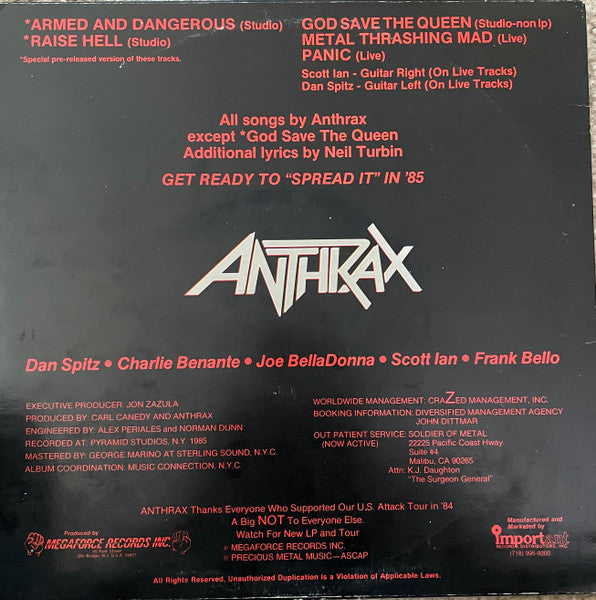 *ARMED AND DANGEROUS (Studio)
*RAISE HELL (Studio)
*Special pre-released version of these tracks.
GOD SAVE THE QUEEN (Studio-non lp)
METAL THRASHING MAD (Live)
PANIC (Live)
Scott Ian - Guitar Right (On Live Tracks)
Dan Spitz - Guitar Left (On Live Tracks)
All songs by Anthrax
except *God Save The Queen
Additional lyrics by Neil Turbin
GET READY TO “SPREAD IT” IN ’85
ANTHRAX
Dan Spitz • Charlie Benante • Joe BellaDonna • Scott Ian • Frank Bello
EXECUTIVE PRODUCER: JON ZAZULA
PRODUCED BY: CARL CANEDY AND ANTHRAX
ENGINEERED BY: ALEX PERIALES and NORMAN DUNN
RECORDED AT: PYRAMID STUDIOS, N.Y. 1985
MASTERED BY: GEORGE MARINO AT STERLING SOUND, N.Y.C.
ALBUM COORDINATION: MUSIC CONNECTION, N.Y.C.
WORLDWIDE MANAGEMENT: CRAZED MANAGEMENT, INC.
BOOKING INFORMATION: DIVERSIFIED MANAGEMENT AGENCY
JOHN DITTMAR
OUT PATIENT SERVICE: SOLDIER OF METAL
(NOW ACTIVE) 22225 Pacific Coast Hway
Suite #4
Malibu, CA 90265
Attn: K.J. Daughton
“The Surgeon General”
ANTHRAX Thanks Everyone Who Supported Our U.S. Attack Tour in ’84
A Big NOT To Everyone Else.
Watch For New LP and Tour
℗ MEGAFORCE RECORDS INC.
© PRECIOUS METAL MUSIC—ASCAP
Produced by
MEGAFORCE RECORDS INC.
Old Bridge, N.J. U.S.A.
Manufactured and
Marketed by
important
RECORD DISTRIBUTORS, INC.
(718) 995-9200
All Rights Reserved, Unauthorized Duplication is a Violation of Applicable Laws.